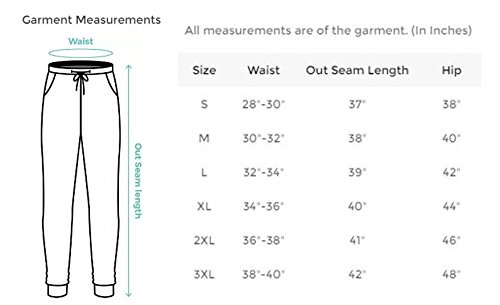 Garment Measurements
Waist
Out Seam length
All measurements are of the garment. (In Inches)
Size Waist Out Seam Length Hip
S 28"-30" 37" 38"
M 30"-32" 38" 40"
L 32"-34" 39" 42"
XL 34"-36" 40" 44"
2XL 36"-38" 41" 46"
3XL 38"-40" 42" 48"